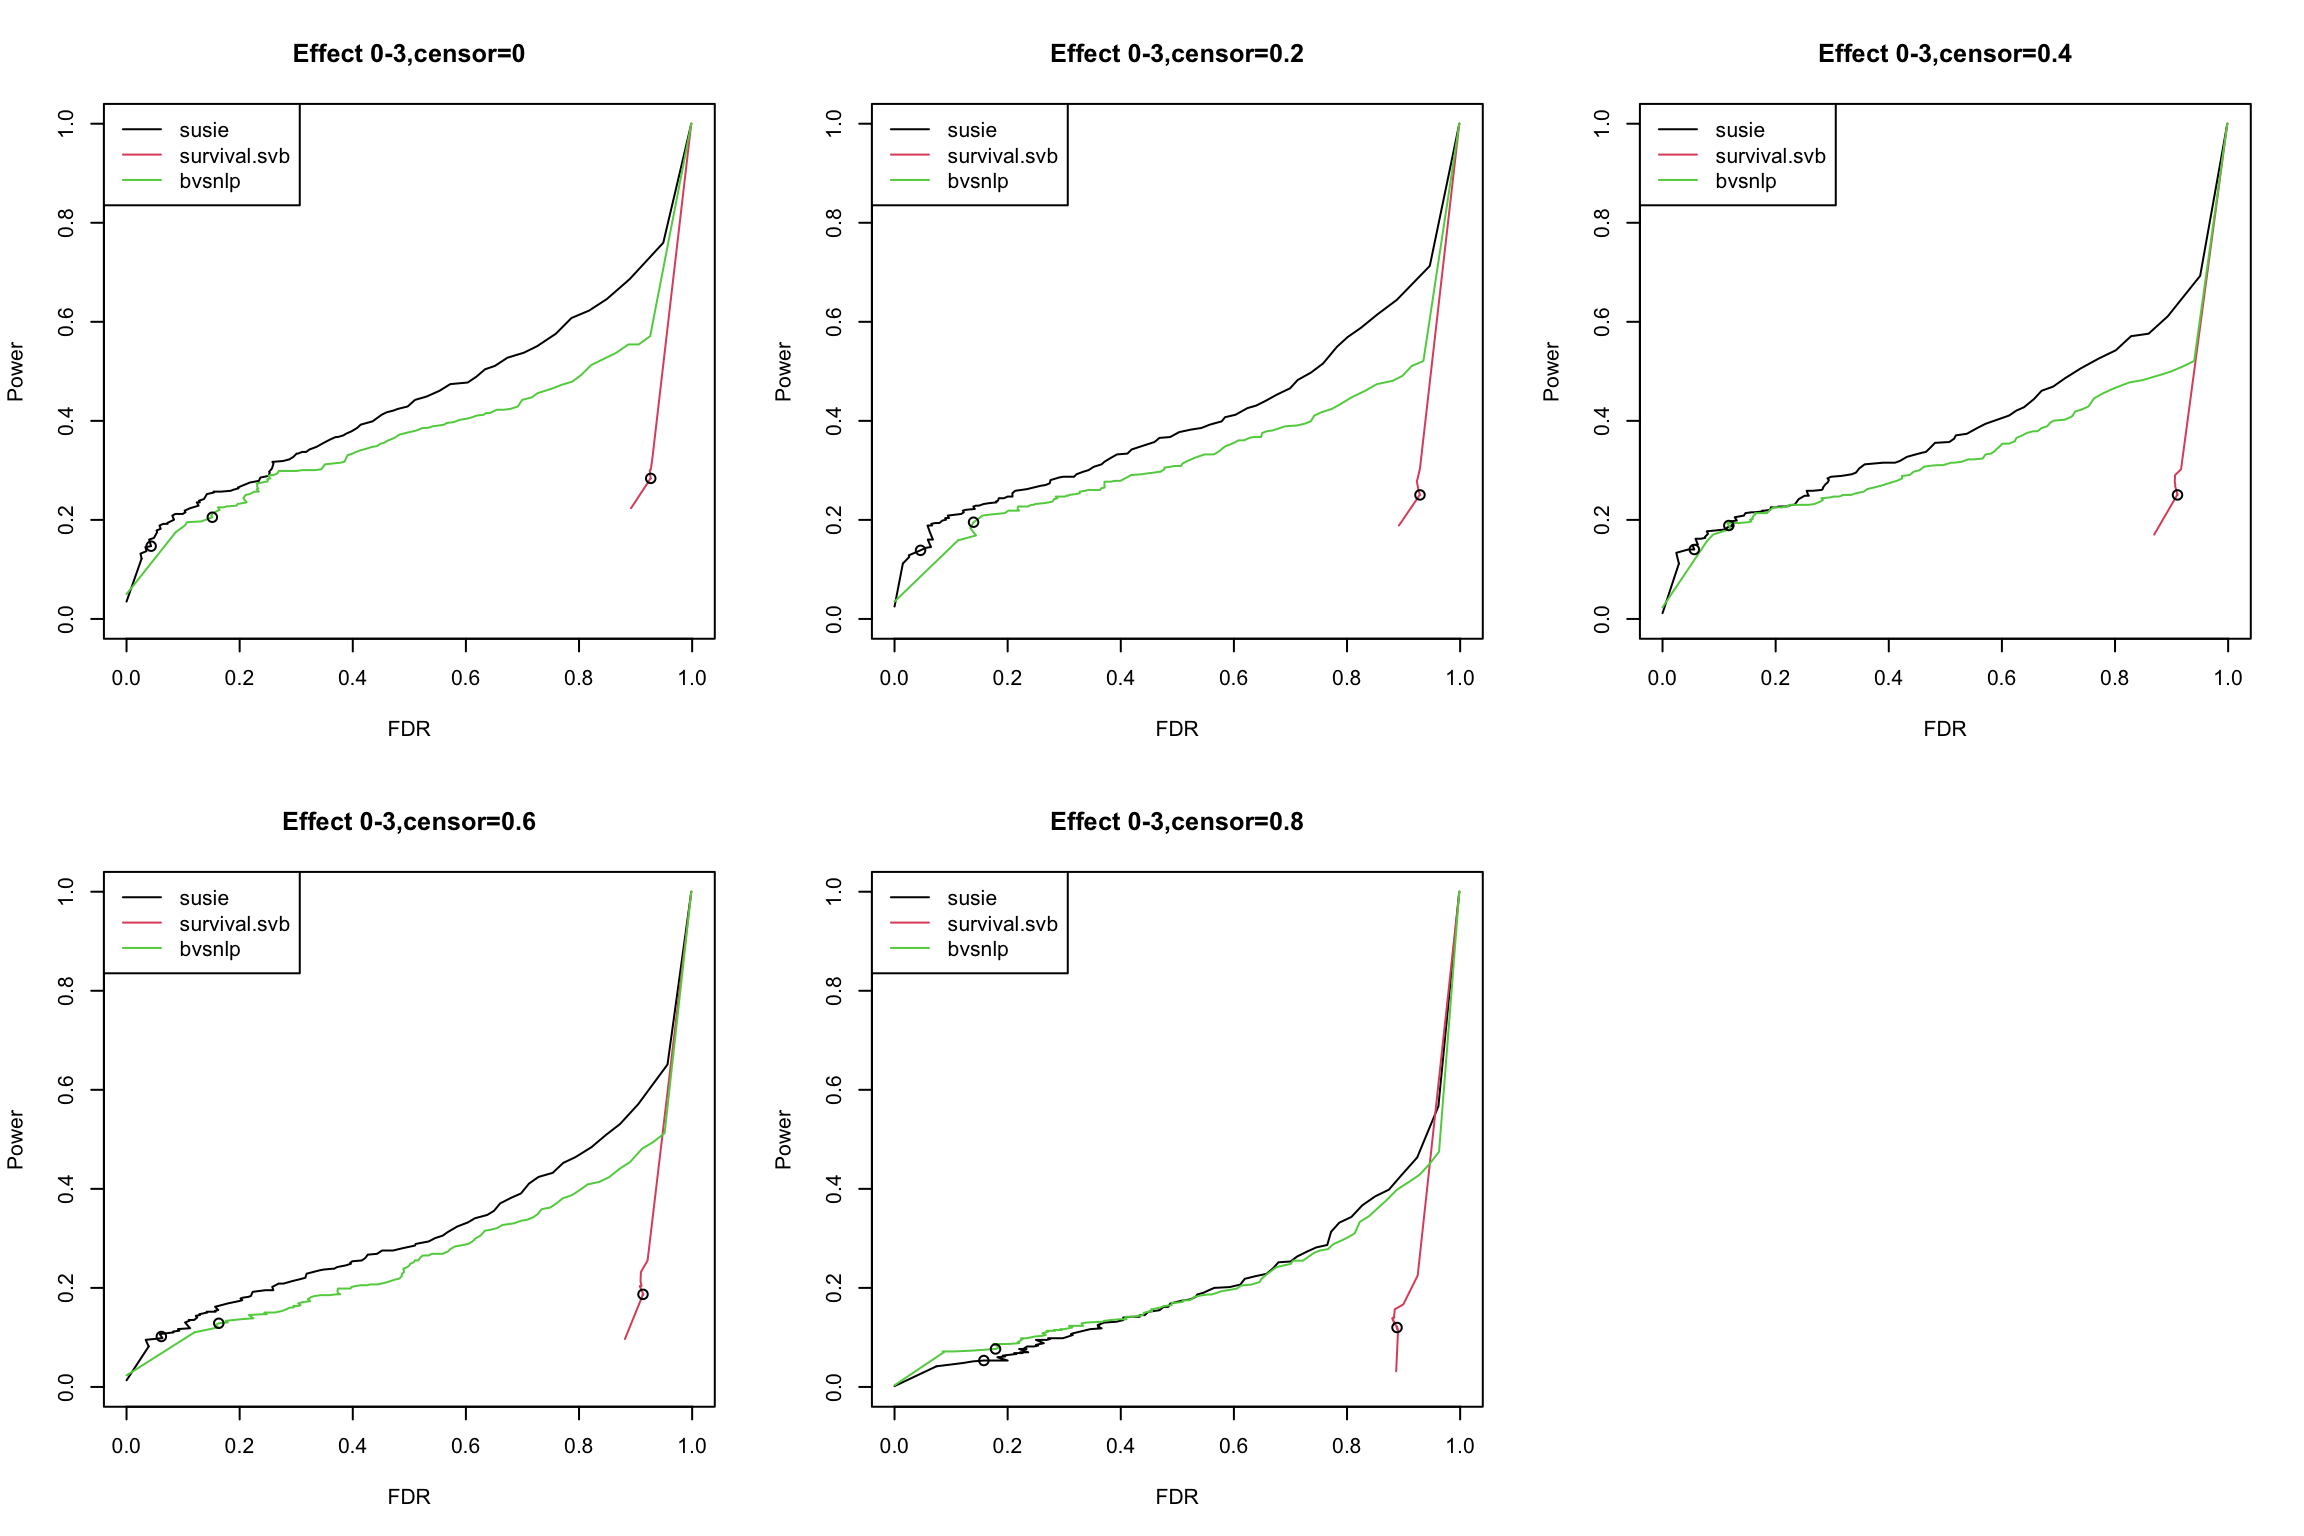 Effect 0-3,censor=0
susie
survival.svb
bvsnlp
Power
0.0 0.2 0.4 0.6 0.8 1.0
0.0 0.2 0.4 0.6 0.8 1.0
FDR
Effect 0-3,censor=0.2
susie
survival.svb
bvsnlp
Power
0.0 0.2 0.4 0.6 0.8 1.0
0.0 0.2 0.4 0.6 0.8 1.0
FDR
Effect 0-3,censor=0.4
susie
survival.svb
bvsnlp
Power
0.0 0.2 0.4 0.6 0.8 1.0
0.0 0.2 0.4 0.6 0.8 1.0
FDR
Effect 0-3,censor=0.6
susie
survival.svb
bvsnlp
Power
0.0 0.2 0.4 0.6 0.8 1.0
0.0 0.2 0.4 0.6 0.8 1.0
FDR
Effect 0-3,censor=0.8
susie
survival.svb
bvsnlp
Power
0.0 0.2 0.4 0.6 0.8 1.0
0.0 0.2 0.4 0.6 0.8 1.0
FDR